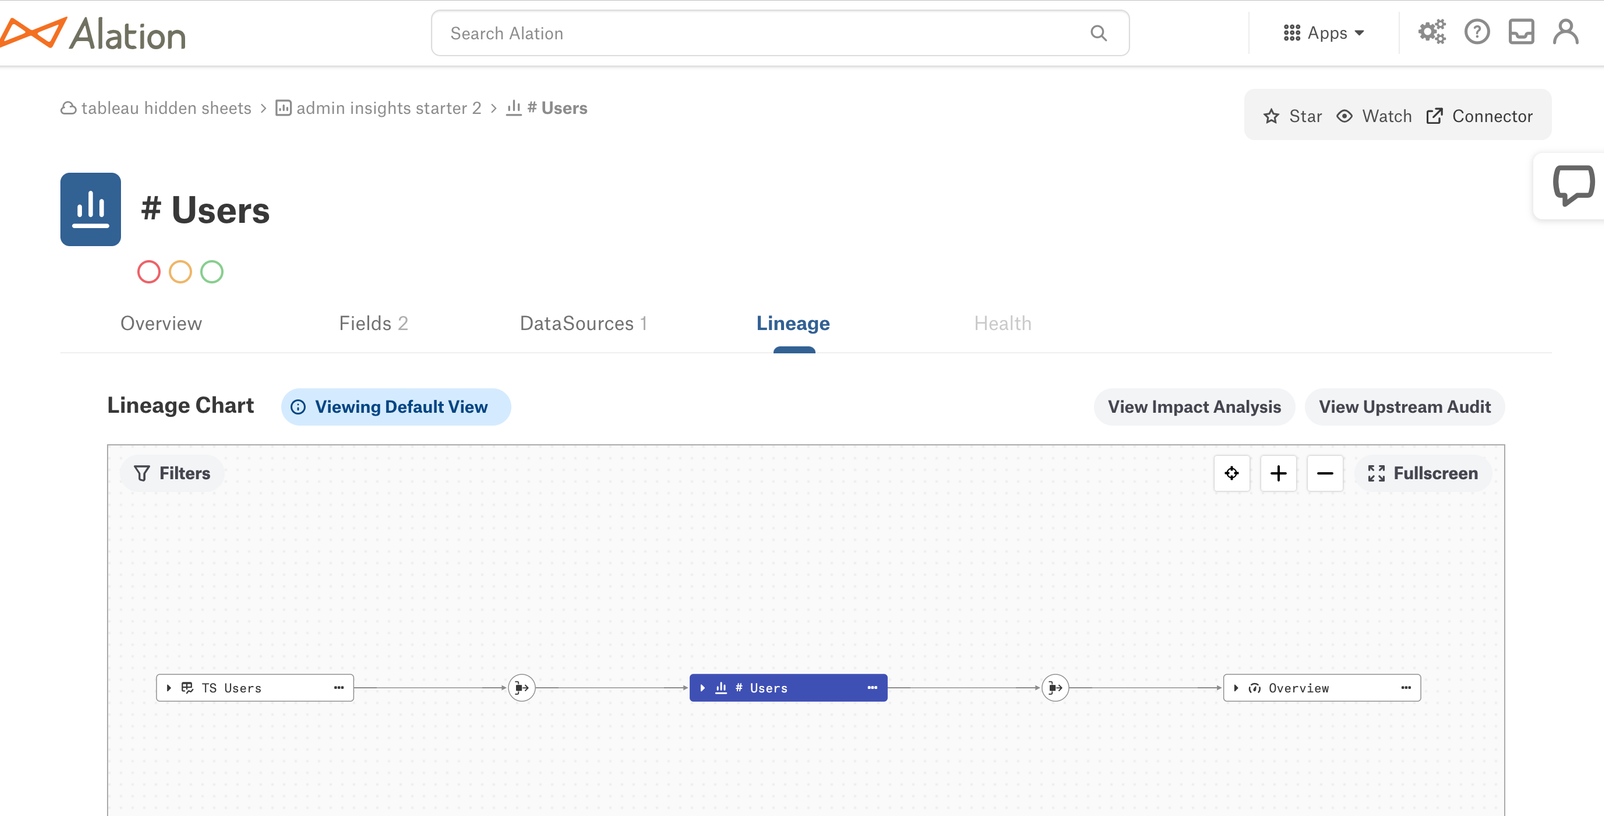 Alation
Search Alation
Apps
tableau hidden sheets > admin insights starter 2 > # Users
Star Watch Connector
# Users
Overview Fields 2 DataSources 1 Lineage Health
Lineage Chart Viewing Default View View Impact Analysis View Upstream Audit
Filters Fullscreen
TS Users # Users Overview